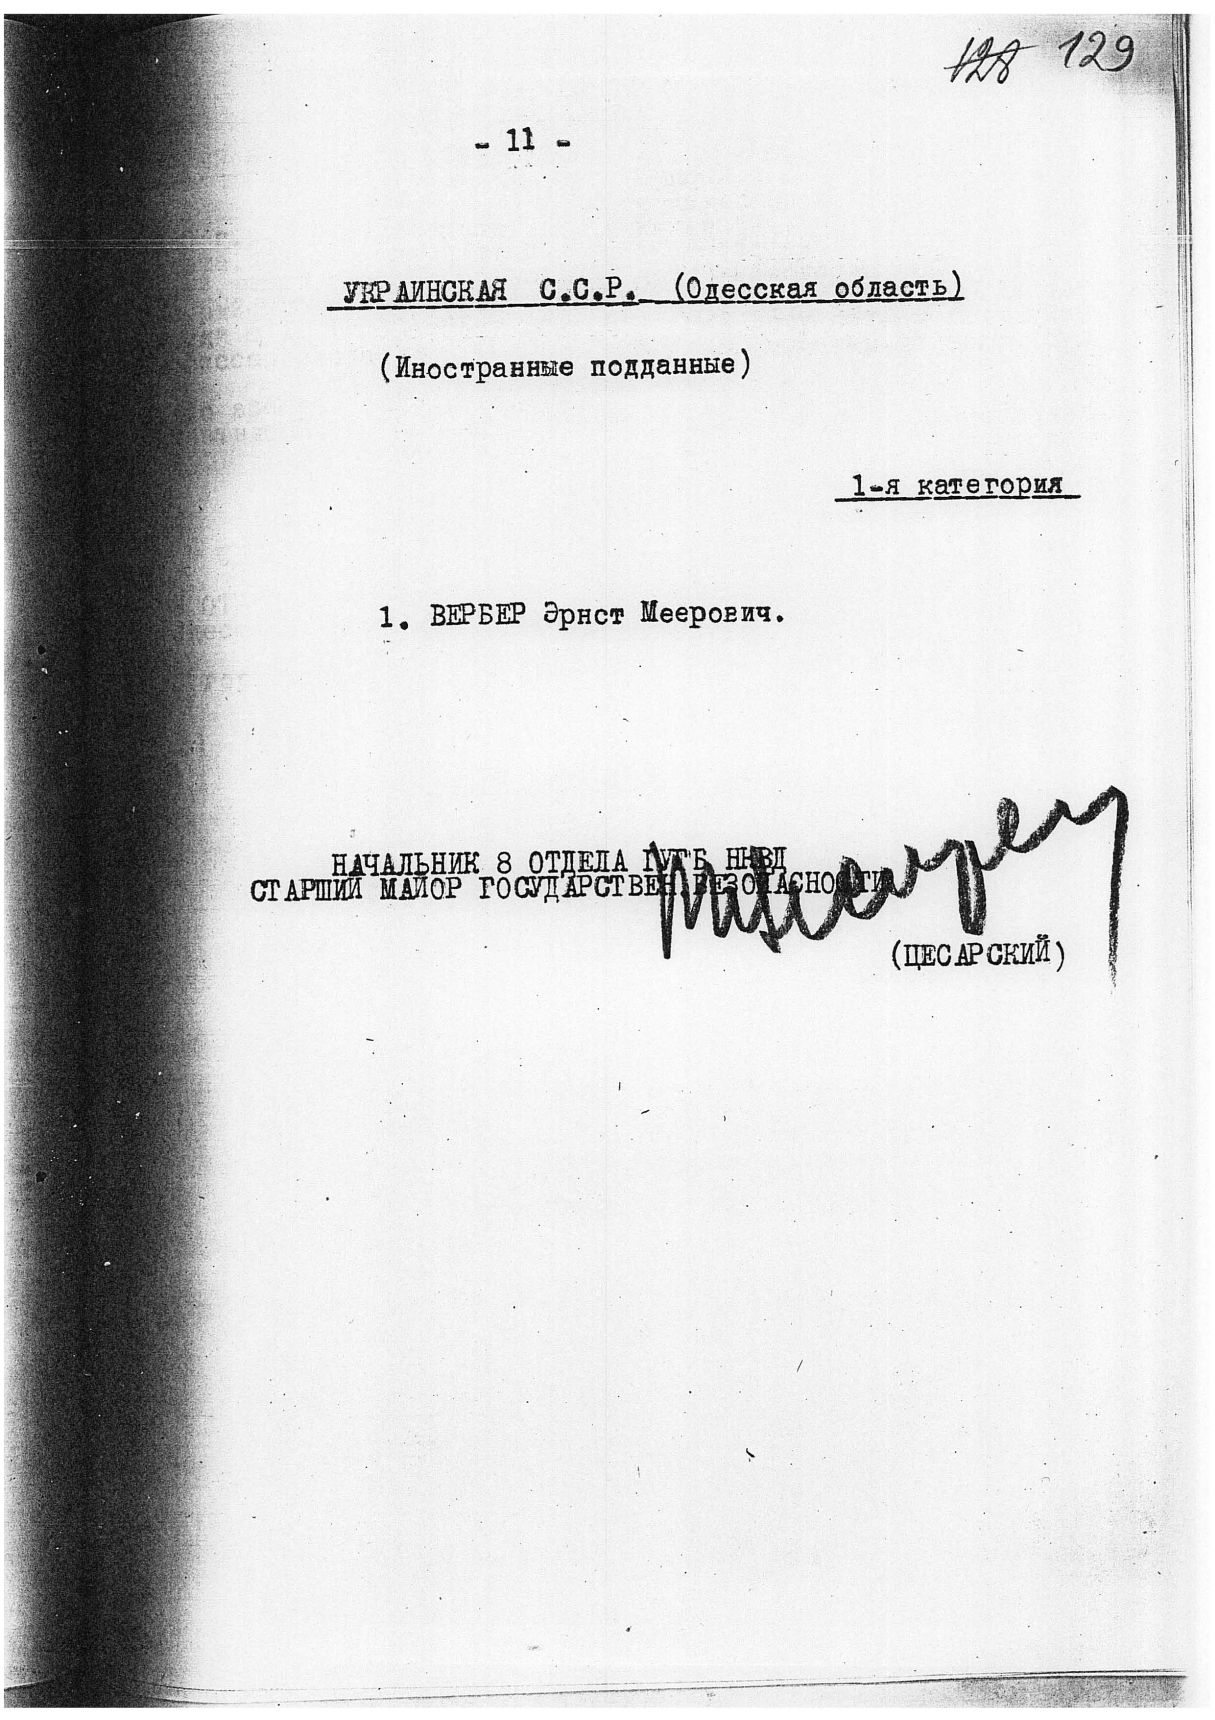 128 129
- 11 -
УКРАИНСКАЯ С.С.Р. (Одесская область)
(Иностранные подданные)
1-я категория
1. ВЕРБЕР Эрнст Меерович.
НАЧАЛЬНИК 8 ОТДЕЛА ГУГБ НКВД
СТАРШИЙ МАЙОР ГОСУДАРСТВЕН БЕЗОПАСНОСТИ
(ЦЕСАРСКИЙ)